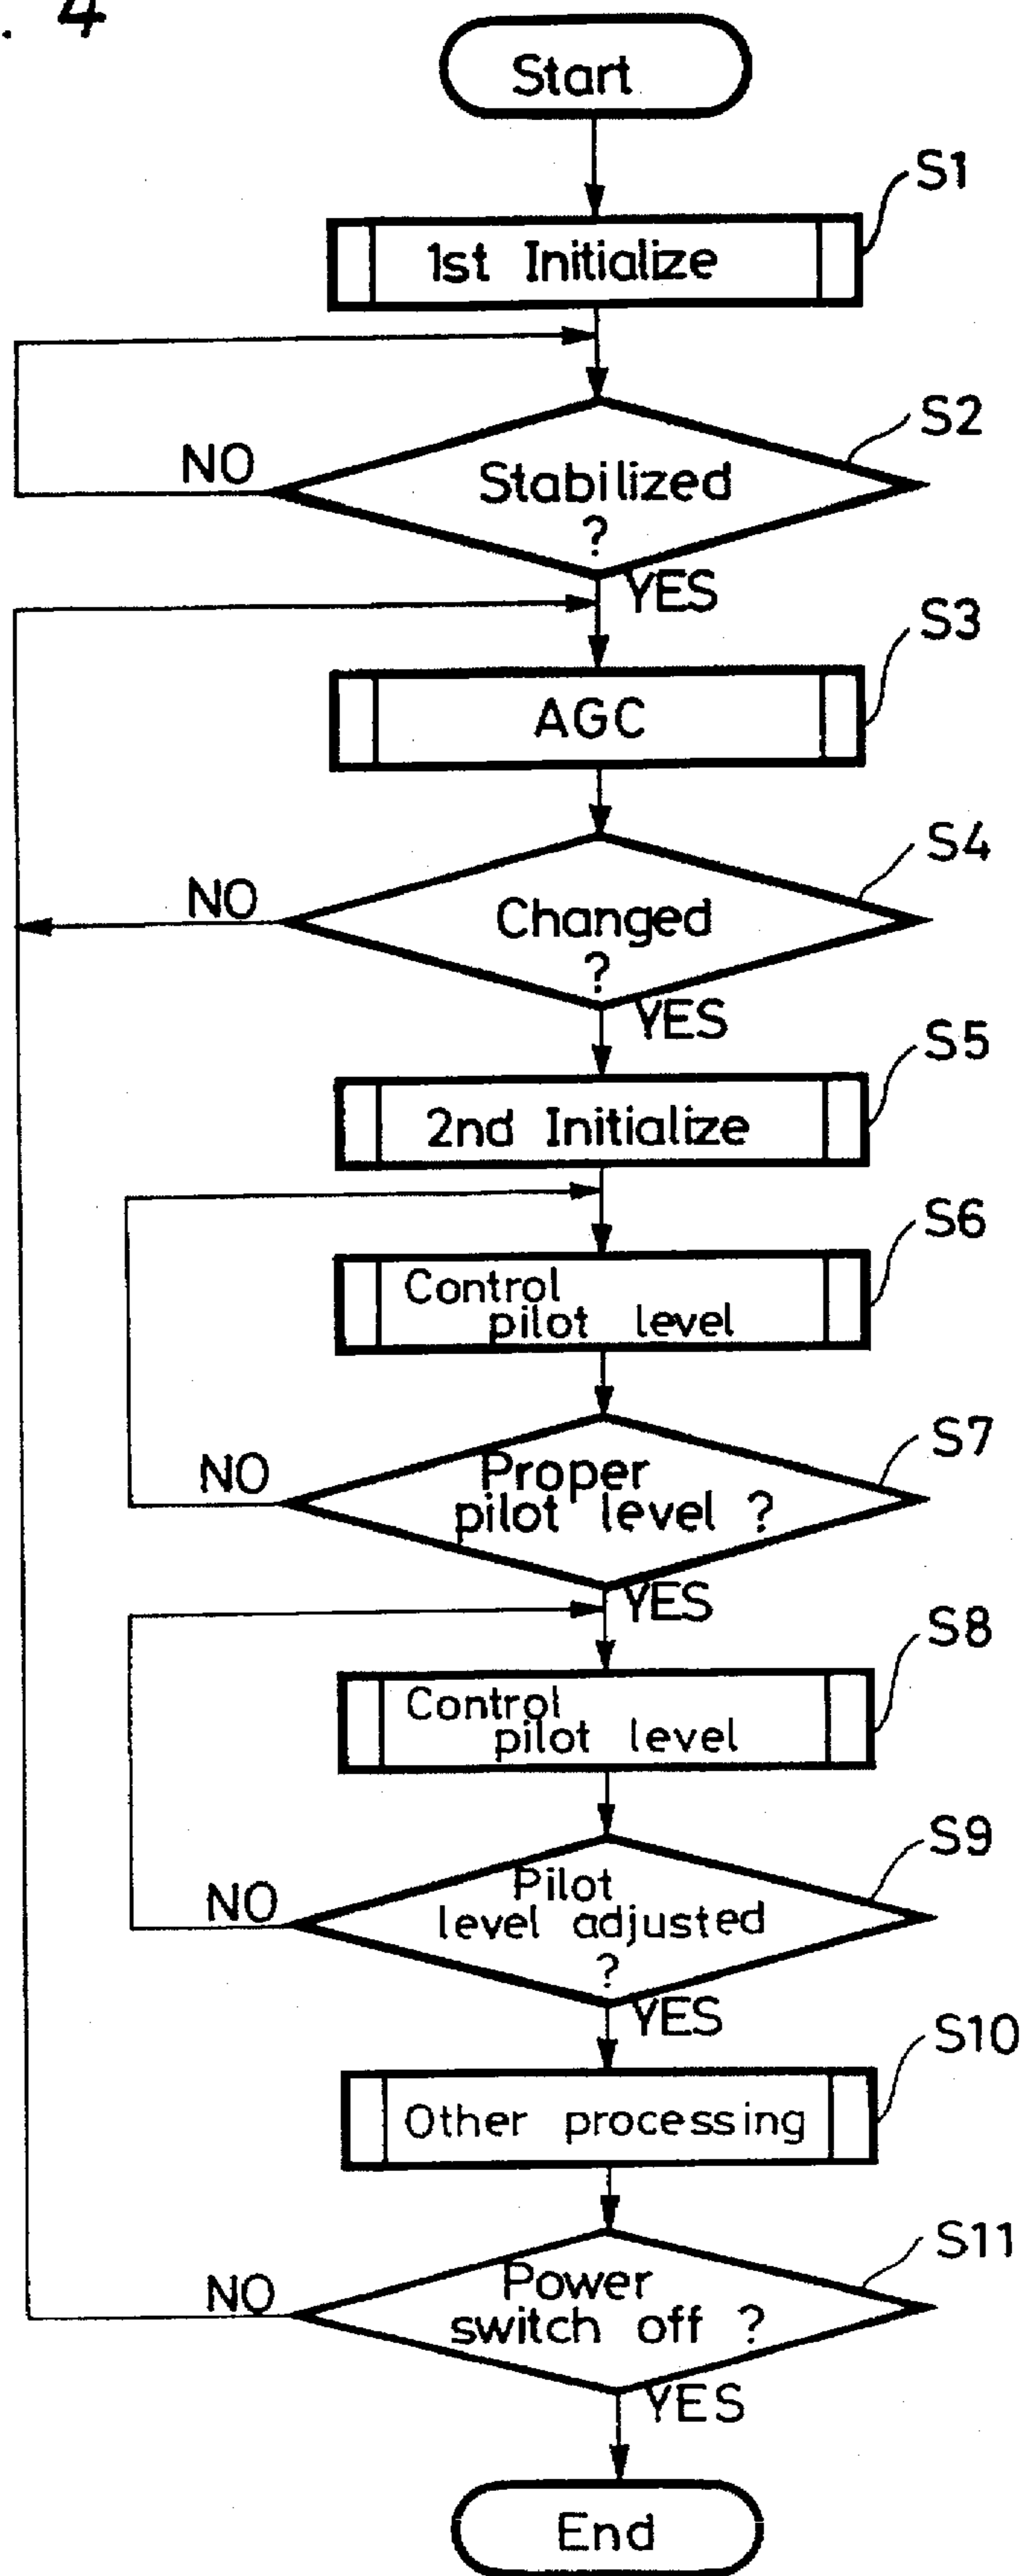 . 4
Start
S1
1st Initialize
S2
NO
Stabilized
?
YES
S3
AGC
S4
NO
Changed
?
YES
S5
2nd Initialize
S6
Control
pilot level
S7
NO
Proper
pilot level ?
YES
S8
Control
pilot level
S9
NO
Pilot
level adjusted
?
YES
S10
Other processing
S11
NO
Power
switch off ?
YES
End